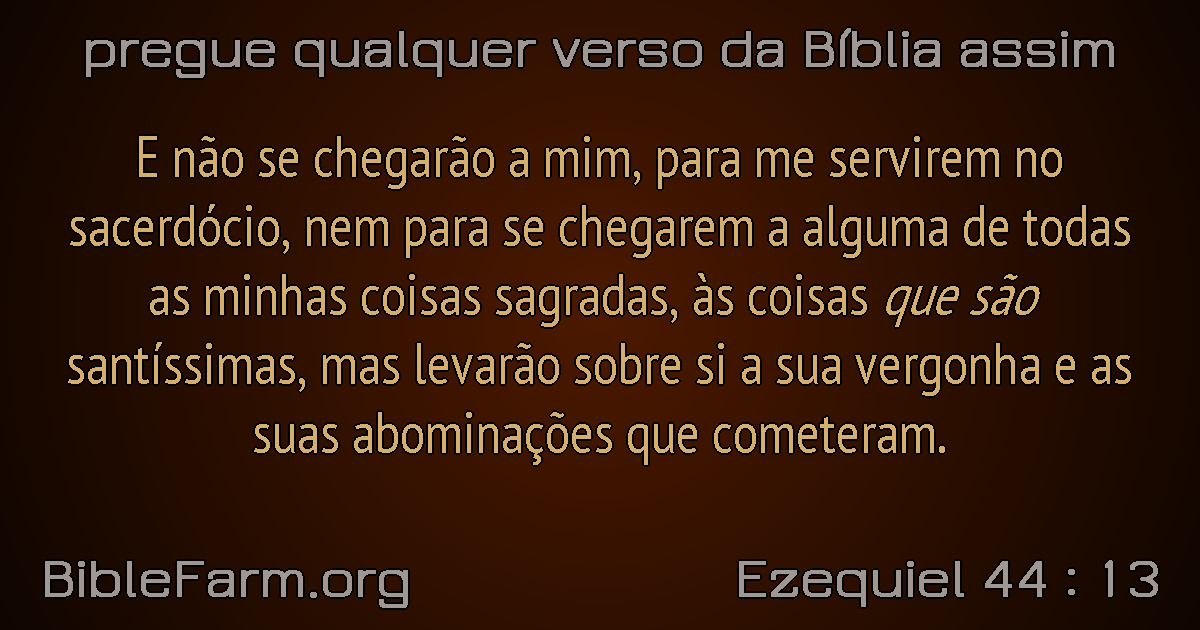 pregue qualquer verso da Bíblia assim
E não se chegarão a mim, para me servirem no
sacerdócio, nem para se chegarem a alguma de todas
as minhas coisas sagradas, às coisas que são
santíssimas, mas levarão sobre si a sua vergonha e as
suas abominações que cometeram.
BibleFarm.org
Ezequiel 44 : 13